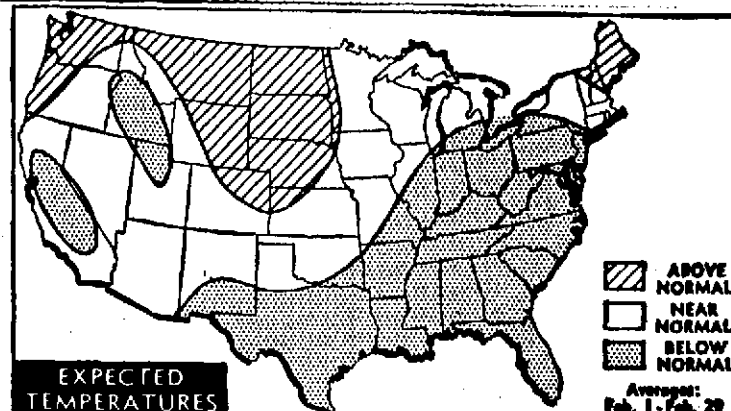 ABOVE
NORMAL
NEAR
NORMAL
BELOW
NORMAL
Averages:
Feb. 1 - Feb. 29
EXPECTED
TEMPERATURES